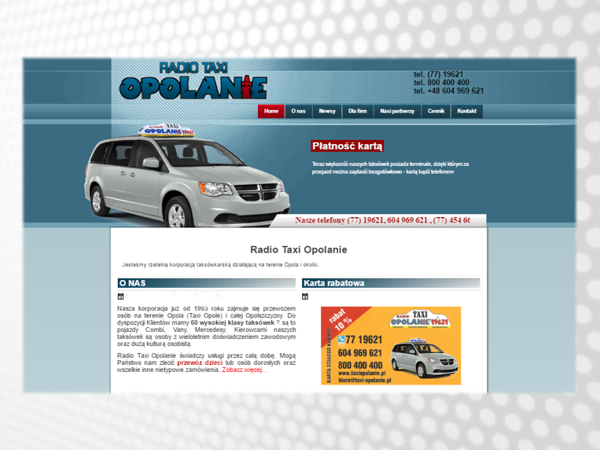 RADIO TAXI
OPOLANIE
tel. (77) 19621
tel. 800 400 400
tel. +48 604 969 621
Home O nas Newsy Dla firm Nasi partnerzy Cennik Kontakt
Płatność kartą
Teraz większość naszych taksówek posiada terminale, dzięki którym za
przejazd można zapłacić bezgotówkowo - kartą bądź telefonem
TAXI
OPOLANIE 19621
Nasze telefony (77) 19621, 604 969 621 , (77) 454 66
Radio Taxi Opolanie
Jesteśmy rzetelną korporacją taksówkarską działającą na terenie Opola i okolic.
O NAS
Nasza korporacja już od 1993 roku zajmuje się przewozem
osób na terenie Opola (Taxi Opole) i całej Opolszczyzny. Do
dyspozycji Klientów mamy 60 wysokiej klasy taksówek ? są to
pojazdy Combi, Vany, Mercedesy. Kierowcami naszych
taksówek są osoby z wieloletnim doświadczeniem zawodowym
oraz dużą kulturą osobistą.
Radio Taxi Opolanie świadczy usługi przez całą dobę. Mogą
Państwo nam zlecić przewóz dzieci lub osób dorosłych oraz
wszelkie inne nietypowe zamówienia. Zobacz więcej...
Karta rabatowa
rabat
10 %
KARTA STAŁEGO KLIENTA
RADIO TAXI
OPOLANIE 19621
77 19621
604 969 621
800 400 400
www.taxiopolanie.pl
biuro@taxi-opolanie.pl